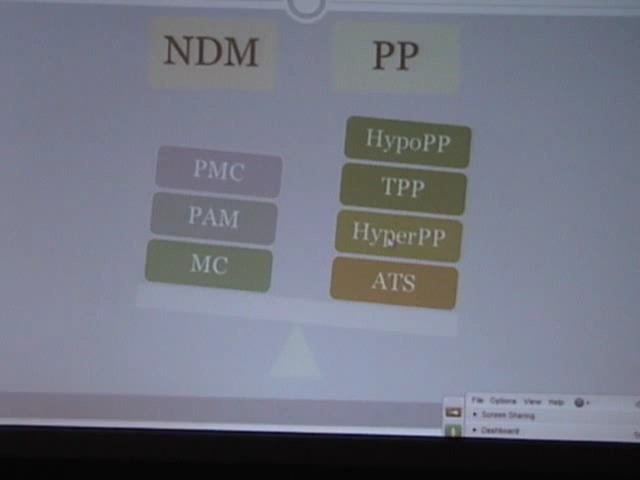 NDM
PP
PMC
PAM
MC
HypoPP
TPP
HyperPP
ATS
File Options View Help
Screen Sharing
Dashboard